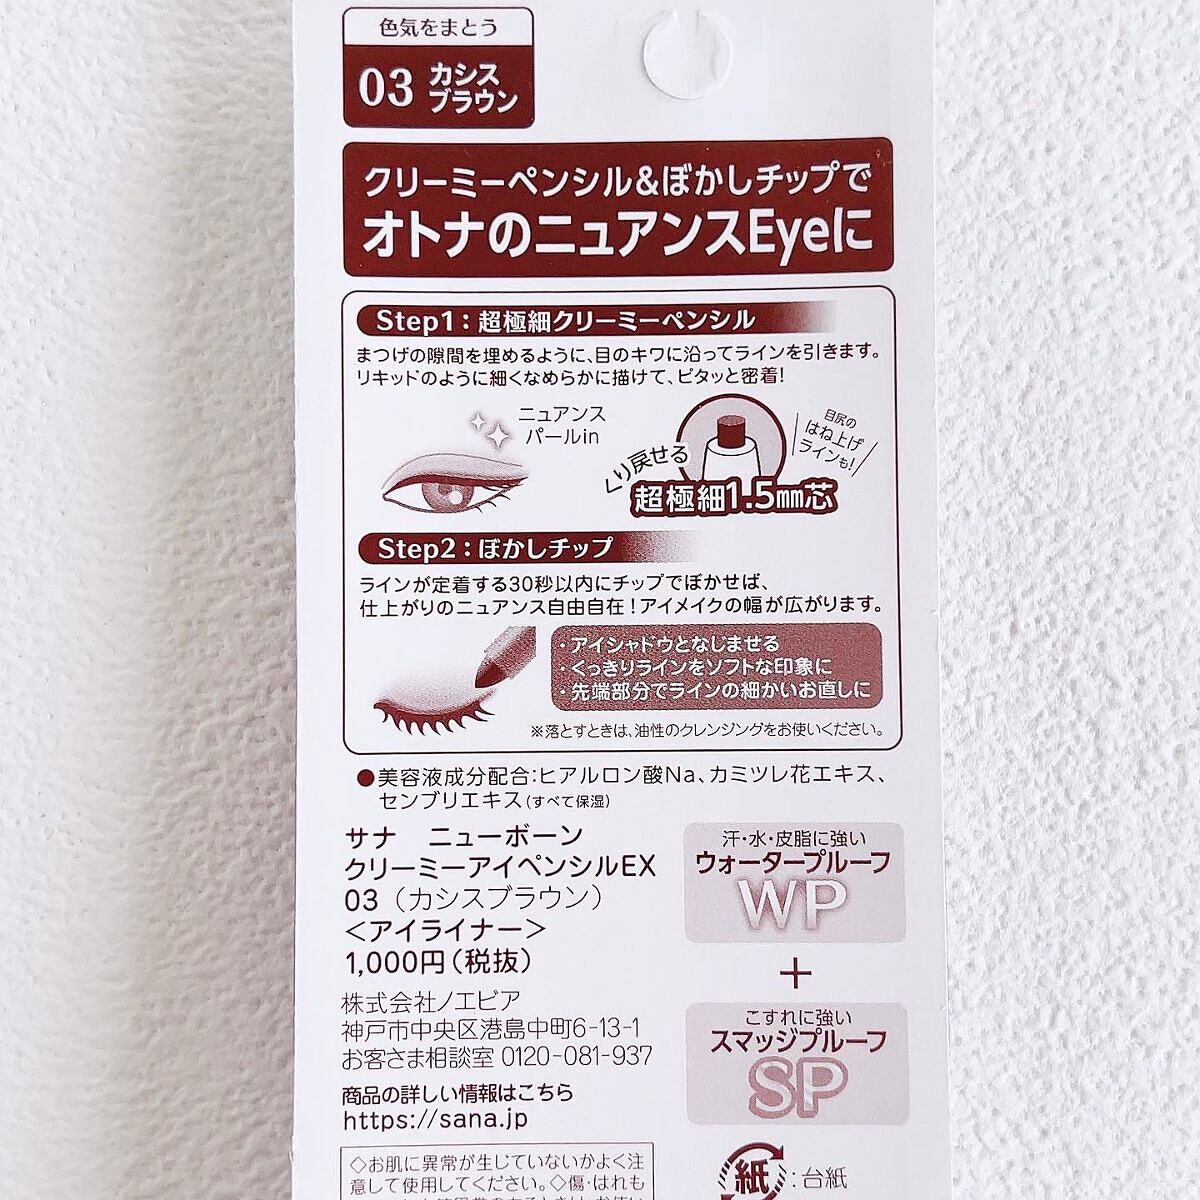 色気をまとう
03 カシス
ブラウン
クリーミーペンシル&ぼかしチップで
オトナのニュアンスEyeに
Step1:超極細クリーミーペンシル
まつげの隙間を埋めるように、目のキワに沿ってラインを引きます。
リキッドのように細くなめらかに描けて、ピタッと密着!
ニュアンス
パールin
くり戻せる
超極細1.5mm芯
目尻の
はね上げ
ラインも!
Step2:ぼかしチップ
ラインが定着する30秒以内にチップでぼかせば、
仕上がりのニュアンス自由自在!アイメイクの幅が広がります。
・アイシャドウとなじませる
・くっきりラインをソフトな印象に
・先端部分でラインの細かいお直しに
※落とすときは、油性のクレンジングをお使いください。
●美容液成分配合:ヒアルロン酸Na、カミツレ花エキス、
センブリエキス(すべて保湿)
サナ ニューボーン
クリーミーアイペンシルEX
03(カシスブラウン)
<アイライナー>
1,000円(税抜)
株式会社ノエビア
神戸市中央区港島中町6-13-1
お客さま相談室 0120-081-937
商品の詳しい情報はこちら
https://sana.jp
汗・水・皮脂に強い
ウォータープルーフ
WP
+
こすれに強い
スマッジプルーフ
SP
紙:台紙
◇お肌に異常が生じていないかよく注
意して使用してください。◇傷・はれも